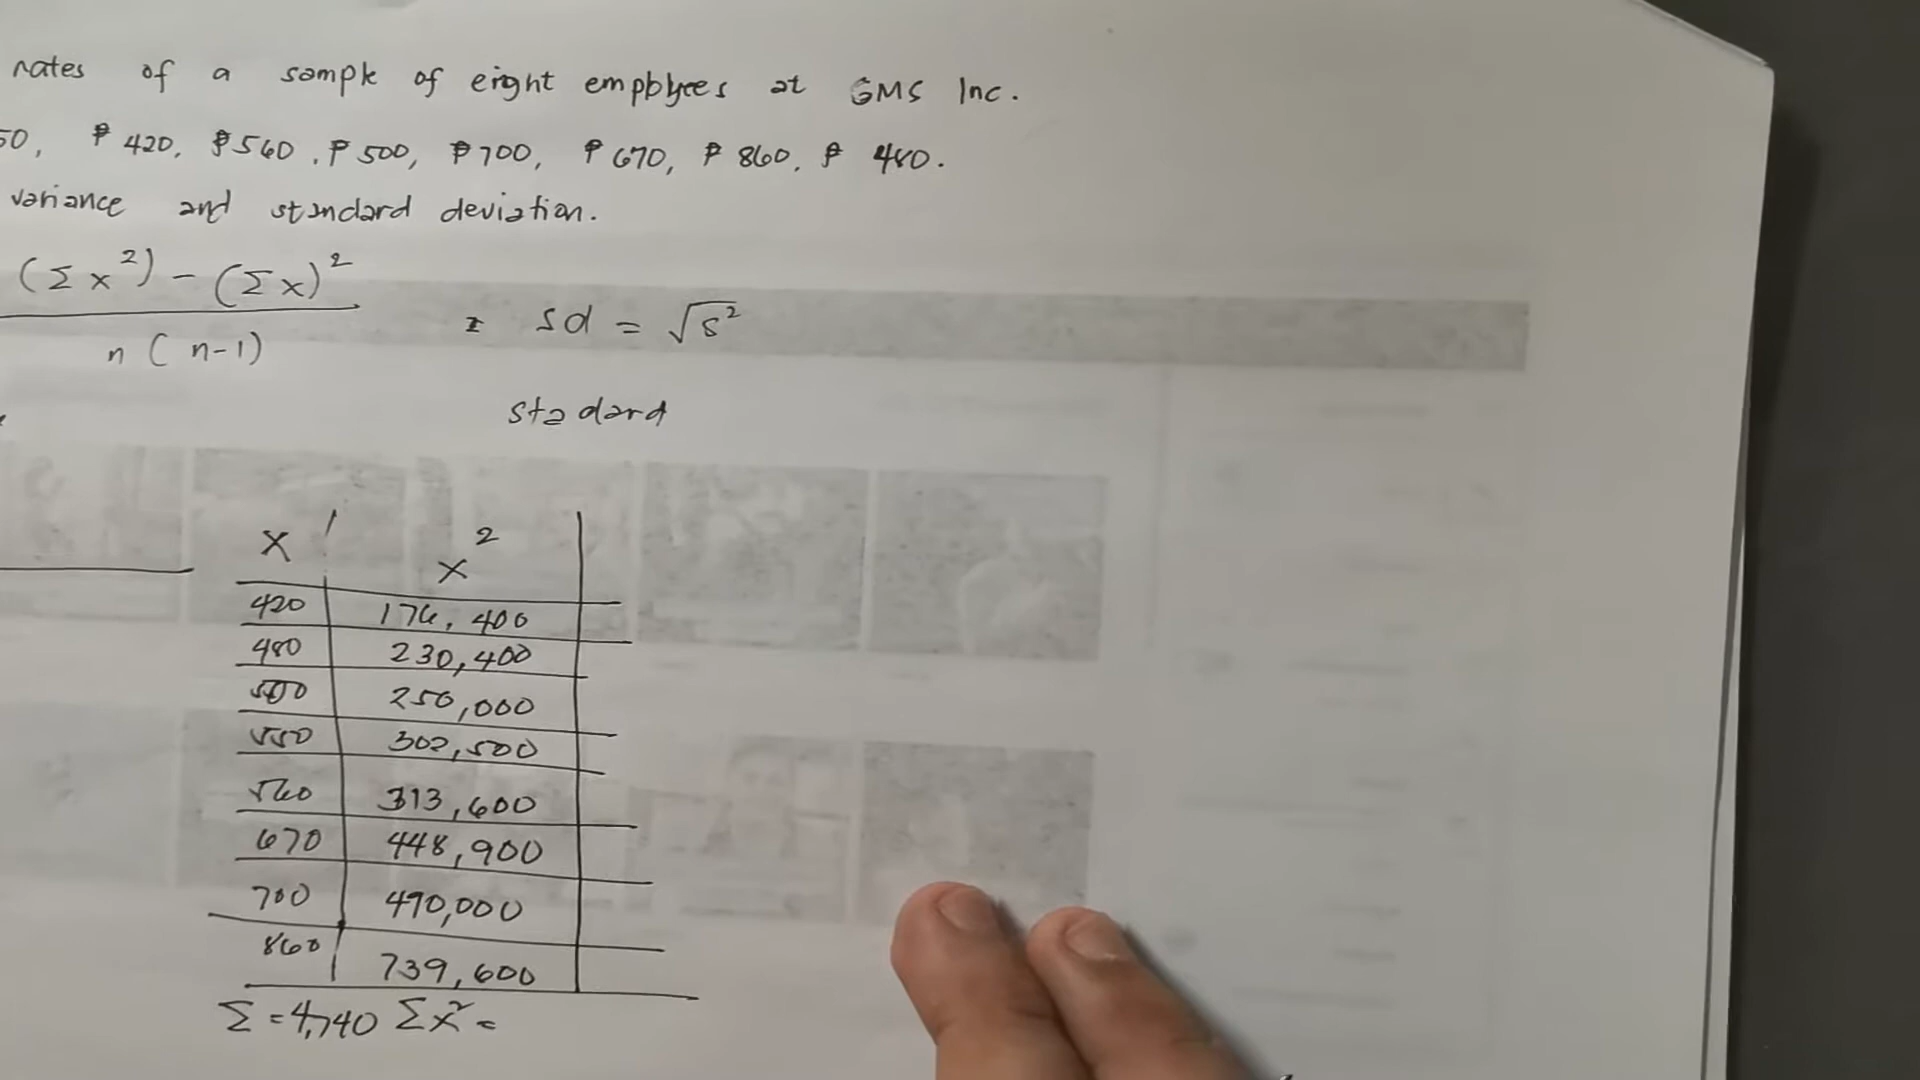 rates of a sample of eight employees at GMS Inc.
50, ₱ 420, ₱ 560, ₱ 500, ₱ 700, ₱ 670, ₱ 860, ₱ 480.
variance and standard deviation.
(Σx²) - (Σx)²
n (n-1)
sd = √s²
stadard
x x²
420 176,400
480 230,400
500 250,000
550 302,500
560 313,600
670 448,900
700 490,000
860 739,600
Σ = 4,740 Σx² =